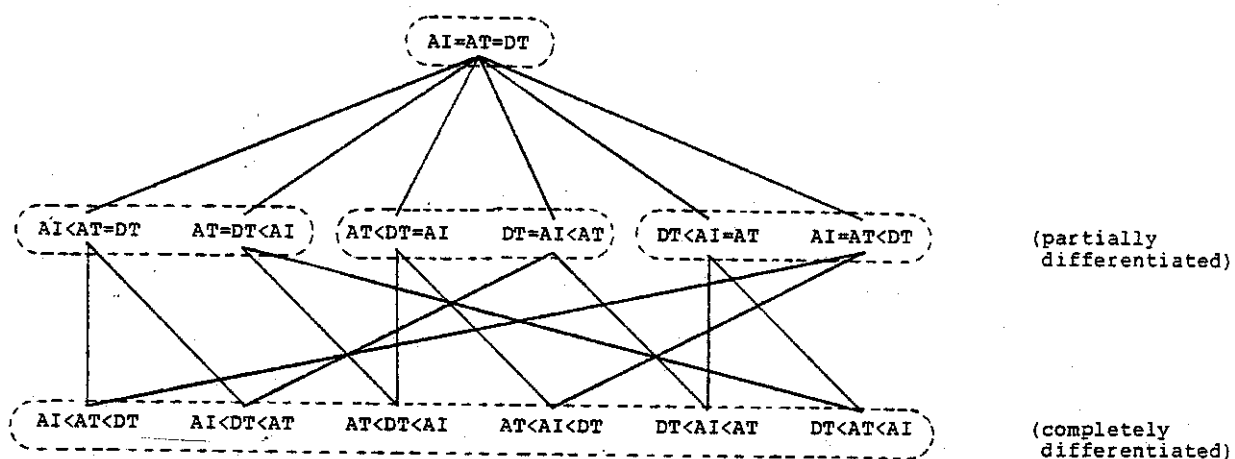 AI=AT=DT
AI<AT=DT AT=DT<AI AT<DT=AI DT=AI<AT DT<AI=AT AI=AT<DT
(partially
differentiated)
AI<AT<DT AI<DT<AT AT<DT<AI AT<AI<DT DT<AI<AT DT<AT<AI
(completely
differentiated)